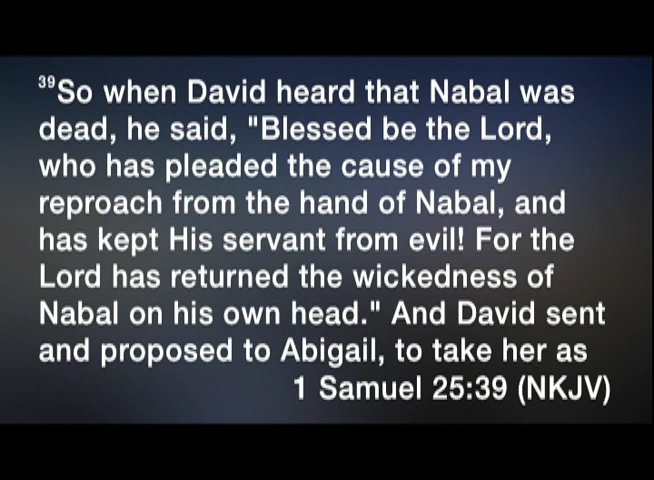 39So when David heard that Nabal was
dead, he said, "Blessed be the Lord,
who has pleaded the cause of my
reproach from the hand of Nabal, and
has kept His servant from evil! For the
Lord has returned the wickedness of
Nabal on his own head." And David sent
and proposed to Abigail, to take her as
1 Samuel 25:39 (NKJV)